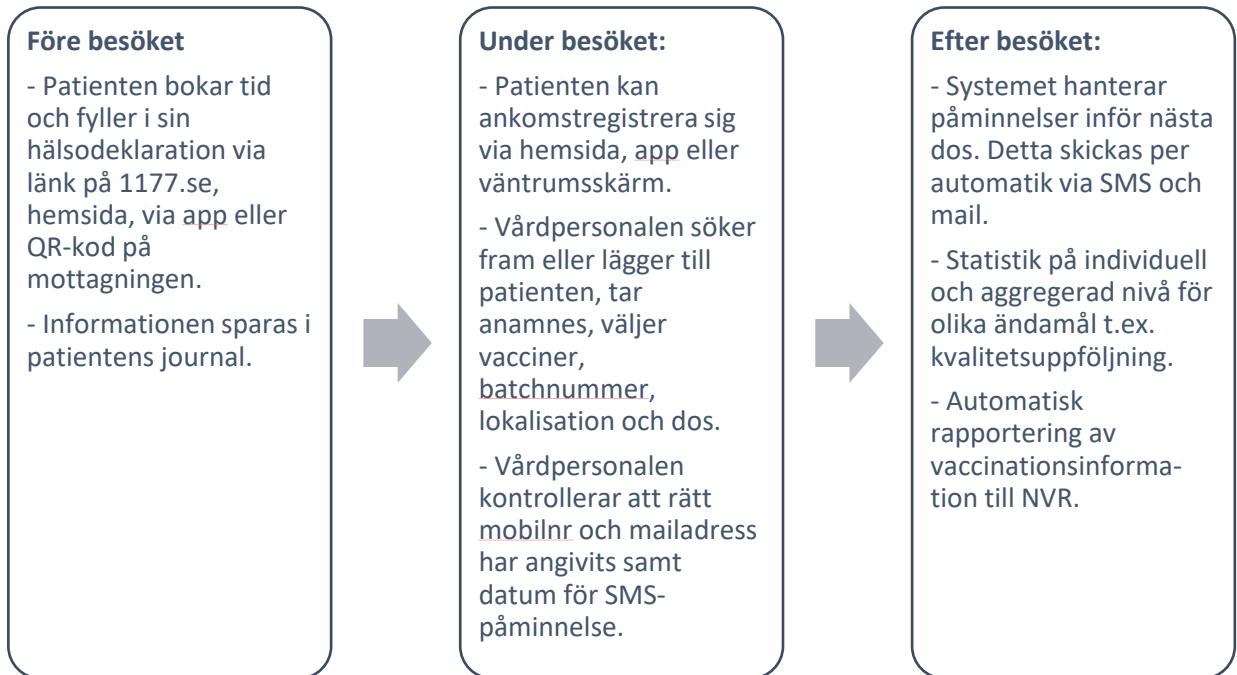 Före besöket
- Patienten bokar tid
och fyller i sin
hälsodeklaration via
länk på 1177.se,
hemsida, via app eller
QR-kod på
mottagningen.
- Informationen sparas i
patientens journal.
Under besöket:
- Patienten kan
ankomstregistrera sig
via hemsida, app eller
väntrumsskärm.
- Vårdpersonalen söker
fram eller lägger till
patienten, tar
anamnes, väljer
vacciner,
batchnummer,
lokalisation och dos.
- Vårdpersonalen
kontrollerar att rätt
mobilnr och mailadress
har angivits samt
datum för SMS-
påminnelse.
Efter besöket:
- Systemet hanterar
påminnelser inför nästa
dos. Detta skickas per
automatik via SMS och
mail.
- Statistik på individuell
och aggregerad nivå för
olika ändamål t.ex.
kvalitetsuppföljning.
- Automatisk
rapportering av
vaccinationsinforma-
tion till NVR.